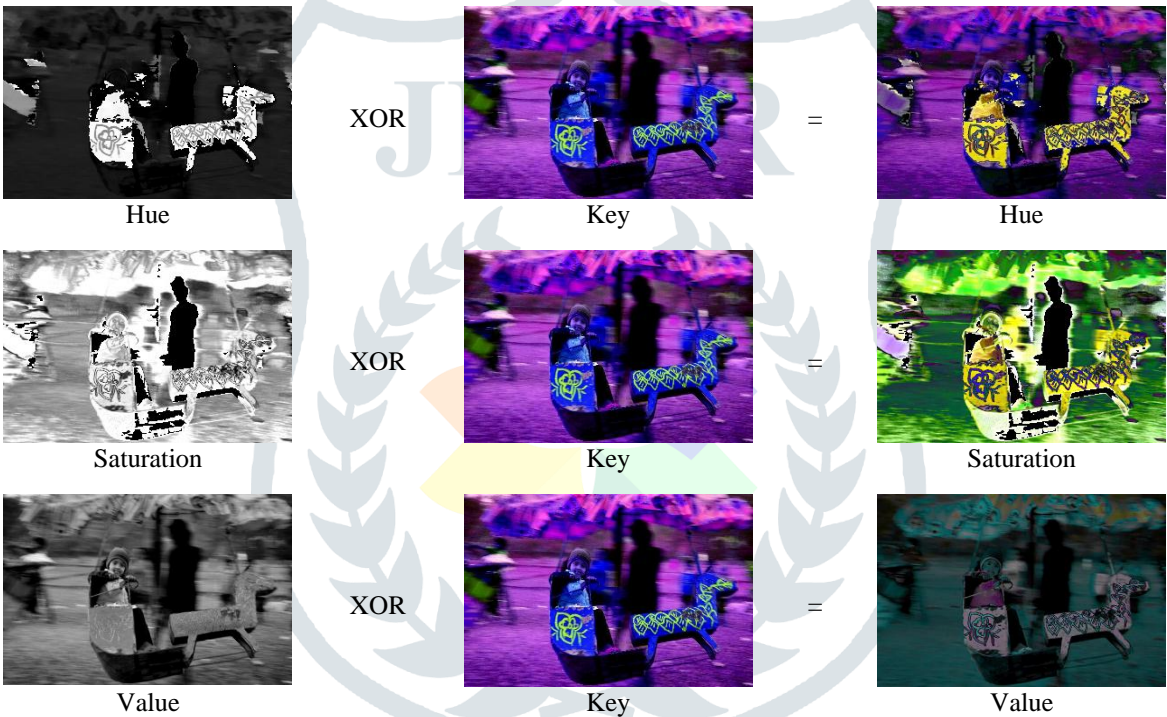 XOR = 
Hue Key Hue
XOR =
Saturation Key Saturation
XOR =
Value Key Value